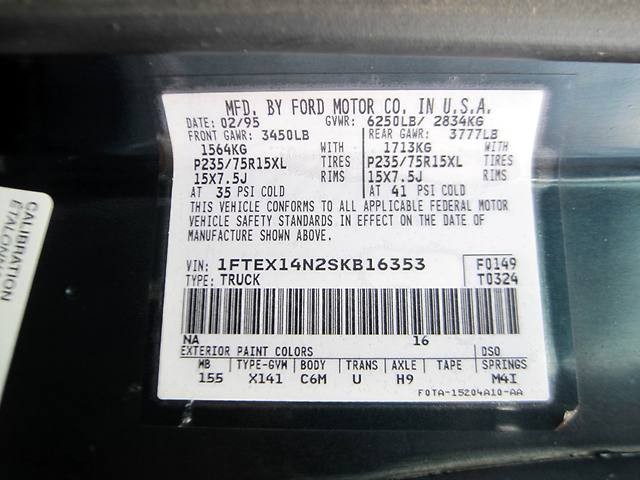 MFD. BY FORD MOTOR CO. IN U.S.A.
DATE: 02/95 GVWR: 6250LB/ 2834KG
FRONT GAWR: 3450LB REAR GAWR: 3777LB
1564KG WITH 1713KG WITH
P235/75R15XL TIRES P235/75R15XL TIRES
15X7.5J RIMS 15X7.5J RIMS
AT 35 PSI COLD AT 41 PSI COLD
THIS VEHICLE CONFORMS TO ALL APPLICABLE FEDERAL MOTOR
VEHICLE SAFETY STANDARDS IN EFFECT ON THE DATE OF
MANUFACTURE SHOWN ABOVE.
VIN: 1FTEX14N2SKB16353 F0149
TYPE: TRUCK T0324
NA 16
EXTERIOR PAINT COLORS DSO
WB TYPE-GVW BODY TRANS AXLE TAPE SPRINGS
155 X141 C6M U H9 M4I
F0TA-15204A10-AA
CALIBRATION